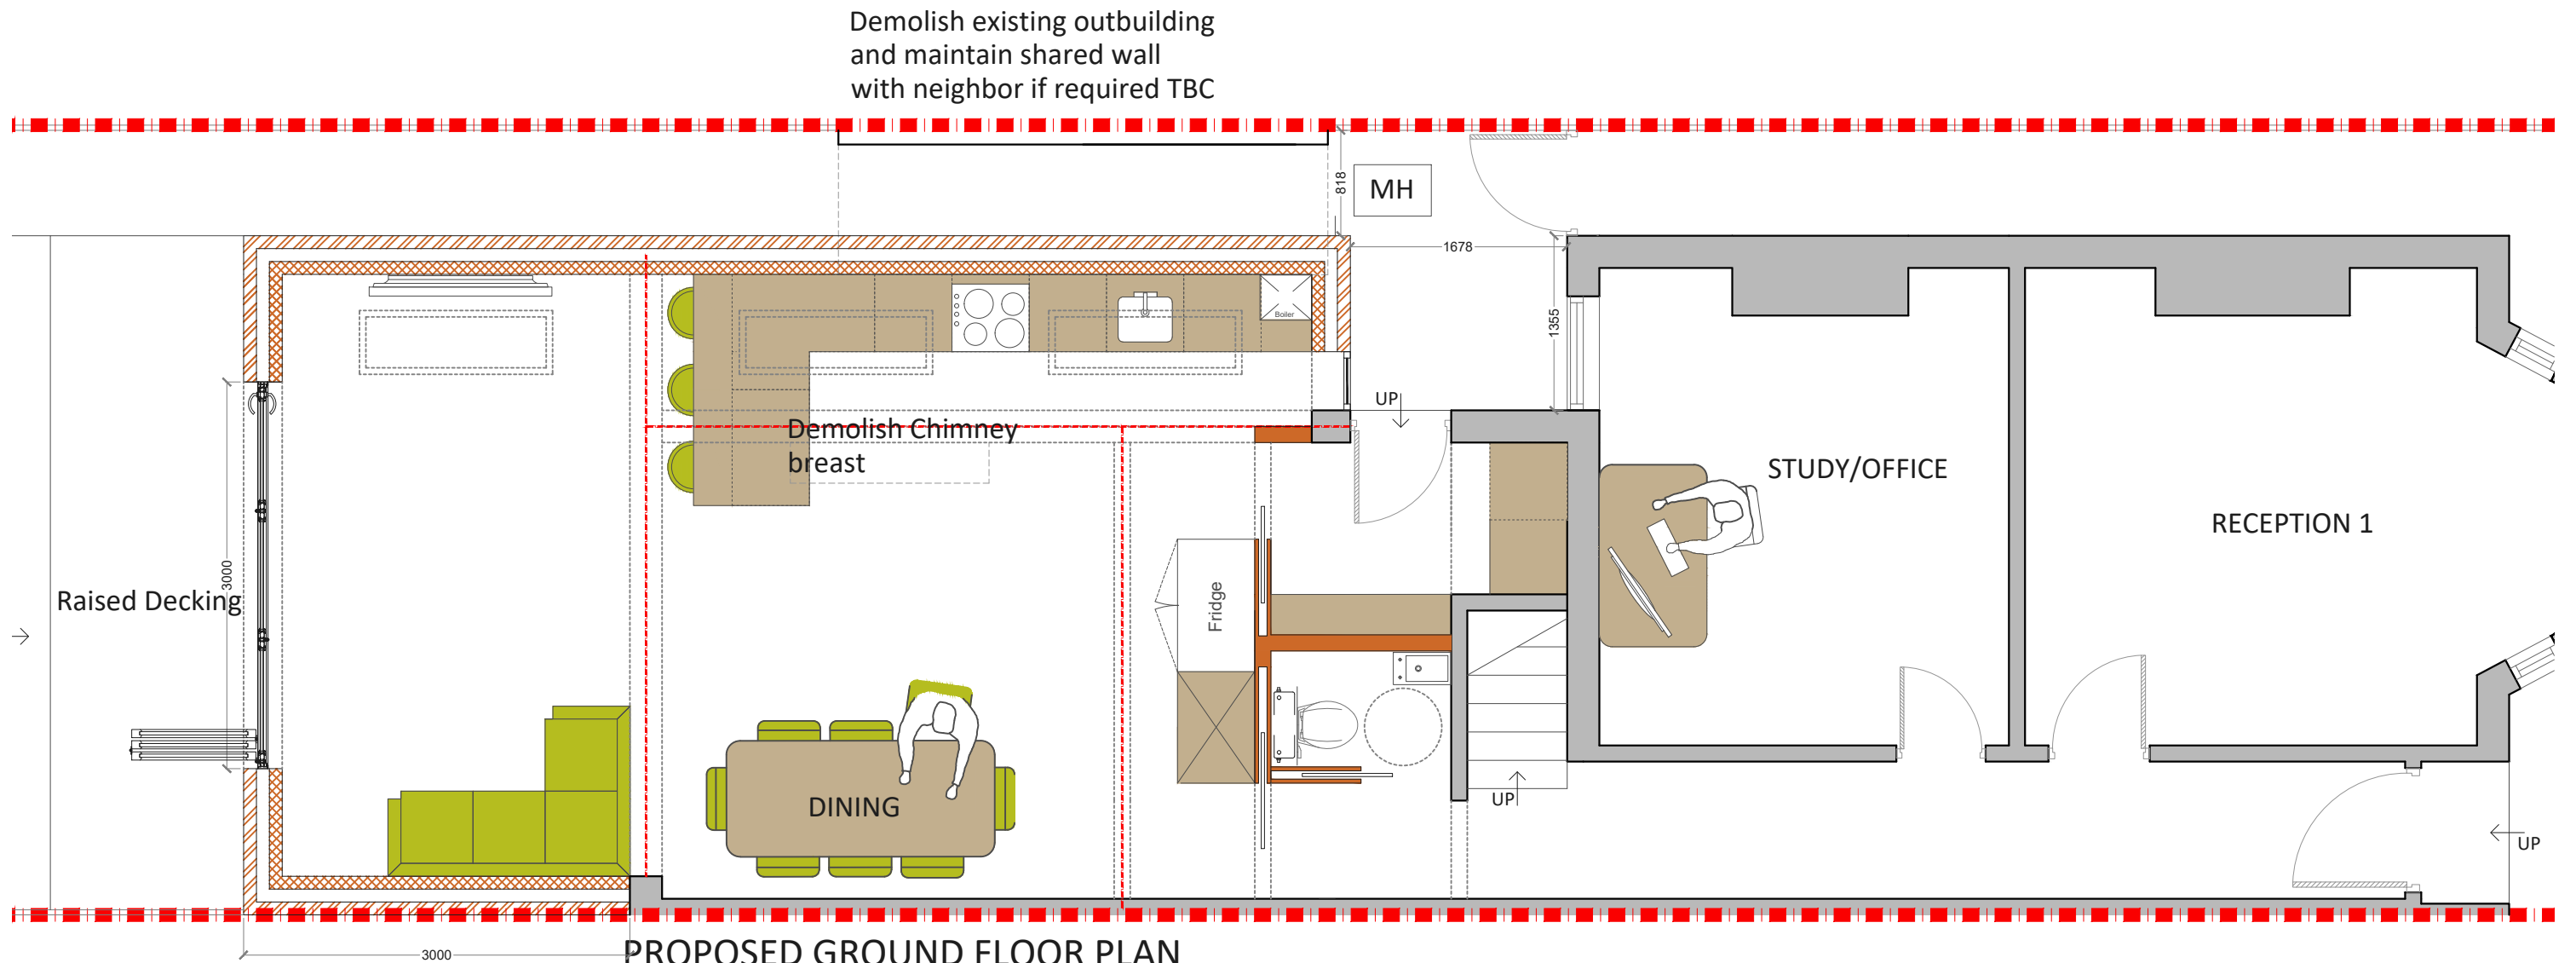 Demolish existing outbuilding
and maintain shared wall
with neighbor if required TBC
818
MH
1678
Boiler
1355
UP
Demolish Chimney
breast
STUDY/OFFICE
RECEPTION 1
3000
Raised Decking
Fridge
DINING
UP
UP
3000
PROPOSED GROUND FLOOR PLAN